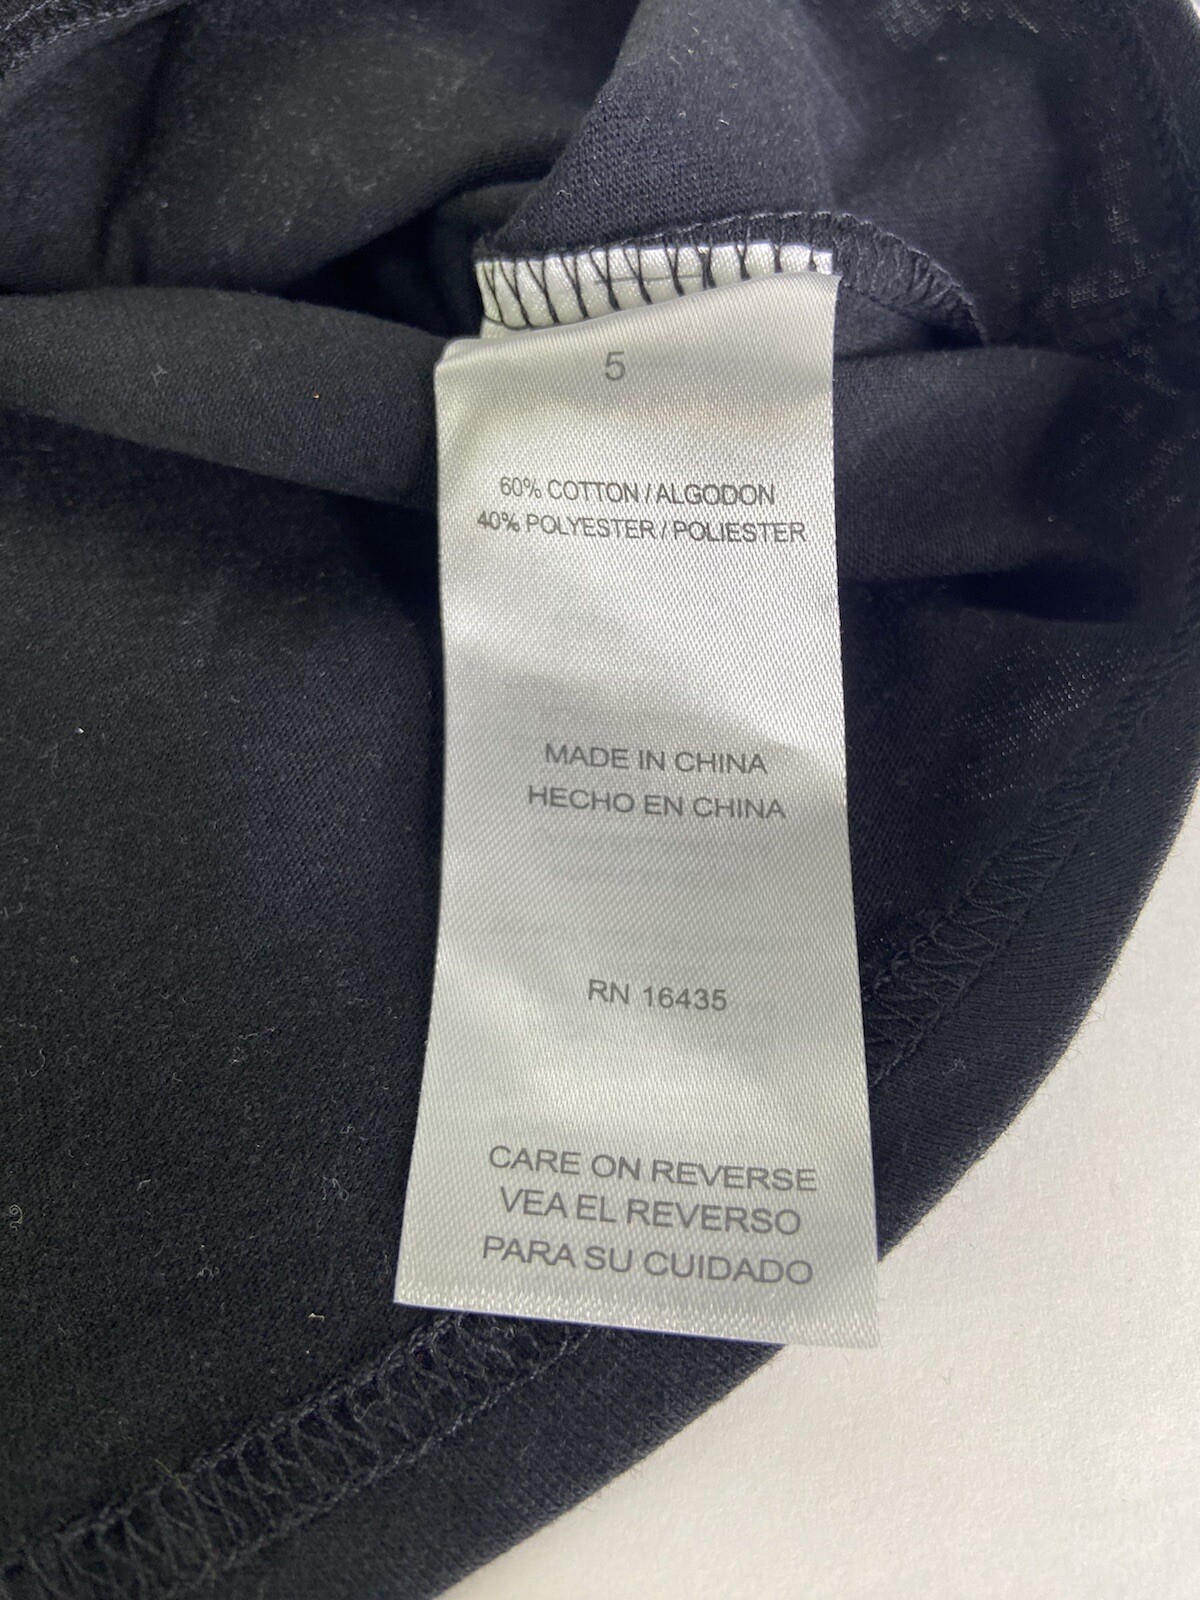 5
60% COTTON / ALGODON
40% POLYESTER / POLIESTER
MADE IN CHINA
HECHO EN CHINA
RN 16435
CARE ON REVERSE
VEA EL REVERSO
PARA SU CUIDADO